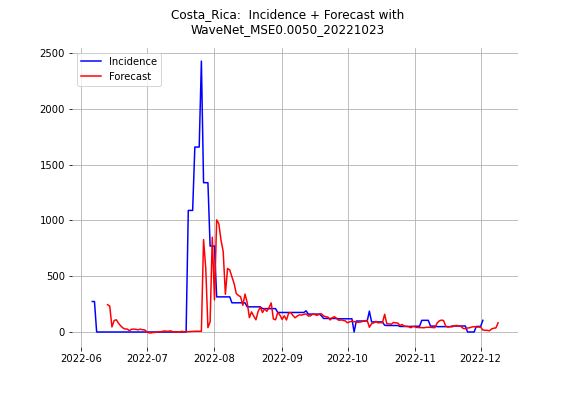 Costa_Rica:  Incidence + Forecast with
WaveNet_MSE0.0050_20221023
Incidence
Forecast
2500
2000
1500
1000
500
0
2022-06 2022-07 2022-08 2022-09 2022-10 2022-11 2022-12